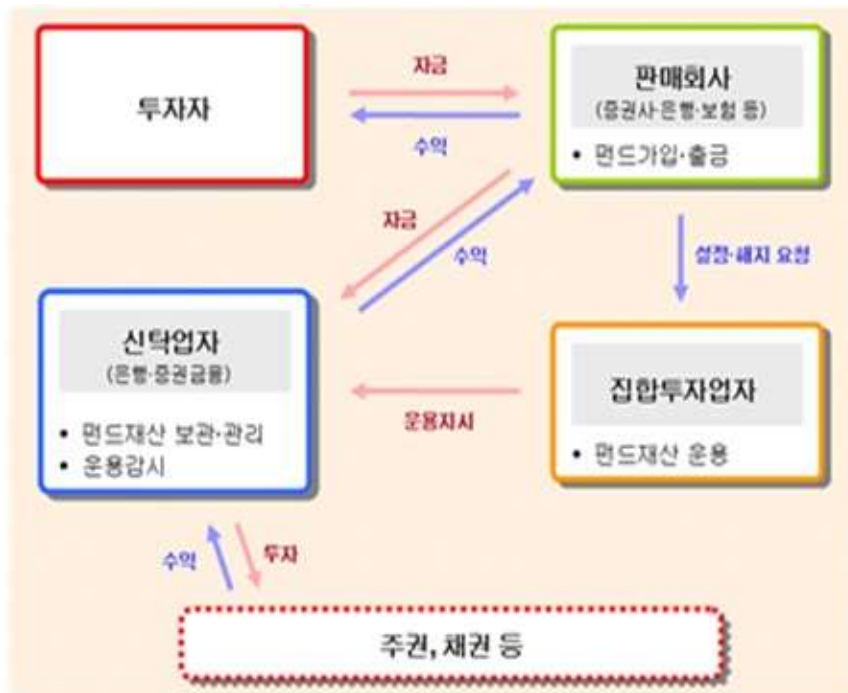 투자자
자금
수익
판매회사
(증권사·은행·보험 등)
• 펀드가입·출금
자금
수익
설정·해지 요청
신탁업자
(은행·증권금융)
• 펀드재산 보관·관리
• 운용감시
운용지시
집합투자업자
• 펀드재산 운용
수익
투자
주권, 채권 등